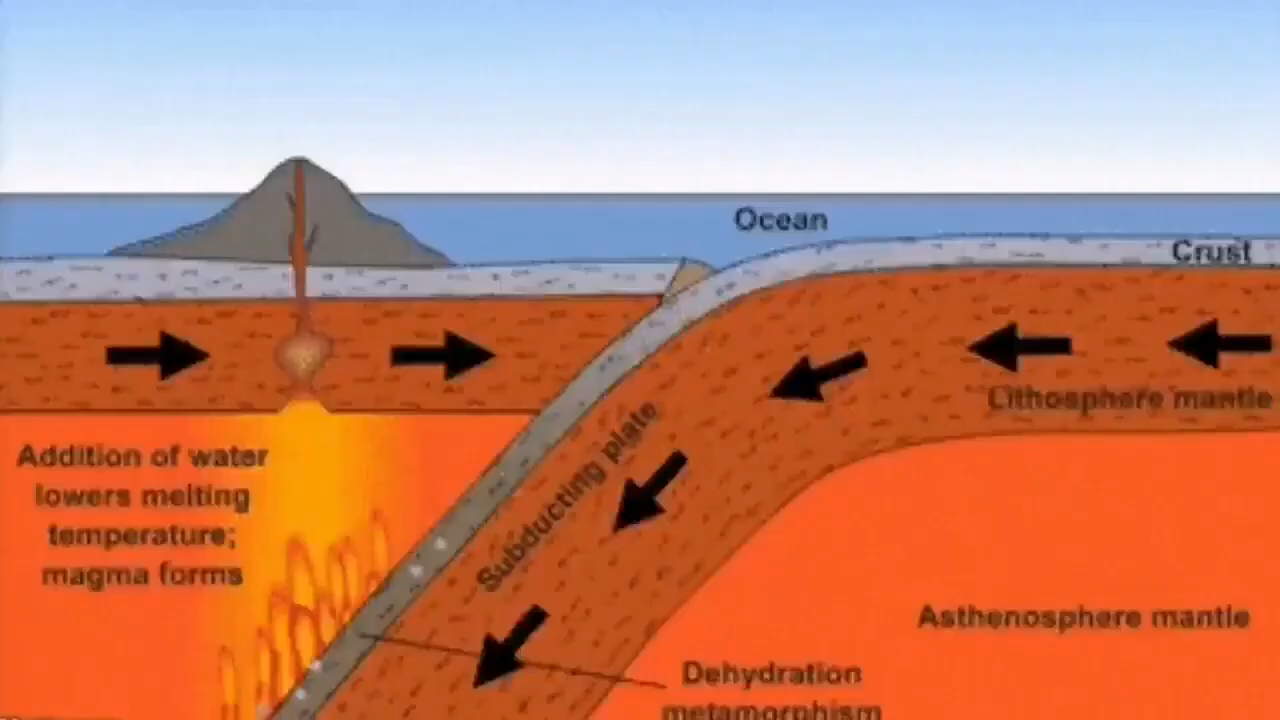 Ocean
Crust
Lithosphere mantle
Subducting plate
Addition of water
lowers melting
temperature;
magma forms
Asthenosphere mantle
Dehydration
metamorphism